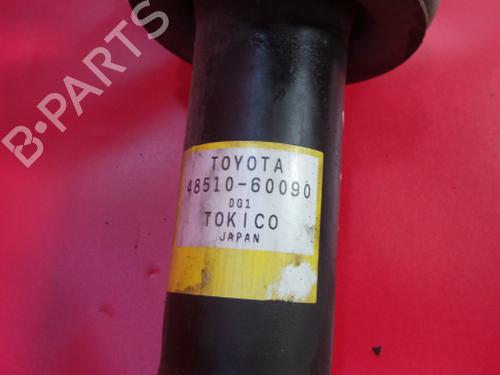 B-PARTS
TOYOTA
48510-60090
DG1
TOKICO
JAPAN